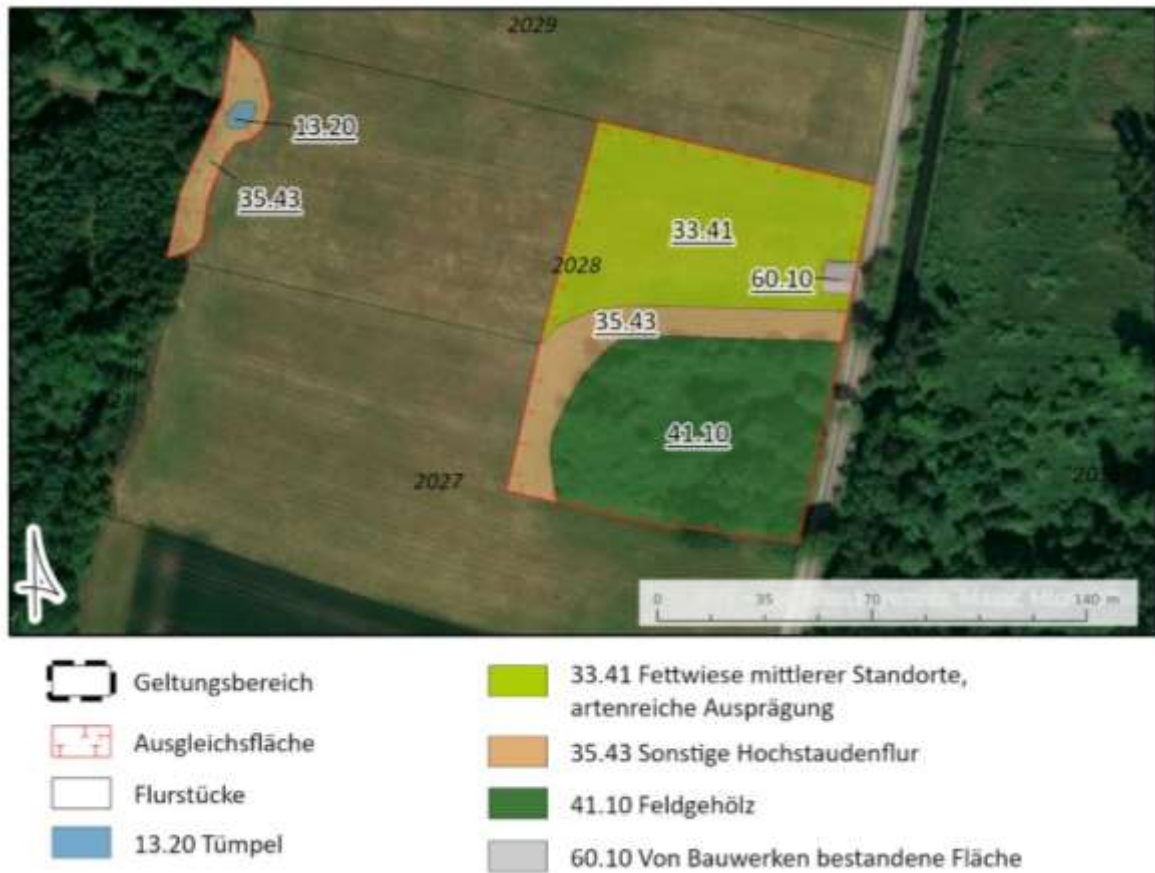 2029
13.20
35.43
33.41
2028
60.10
35.43
41.10
2027
0 35 70 140 m
Geltungsbereich
Ausgleichsfläche
Flurstücke
13.20 Tümpel
33.41 Fettwiese mittlerer Standorte,
artenreiche Ausprägung
35.43 Sonstige Hochstaudenflur
41.10 Feldgehölz
60.10 Von Bauwerken bestandene Fläche